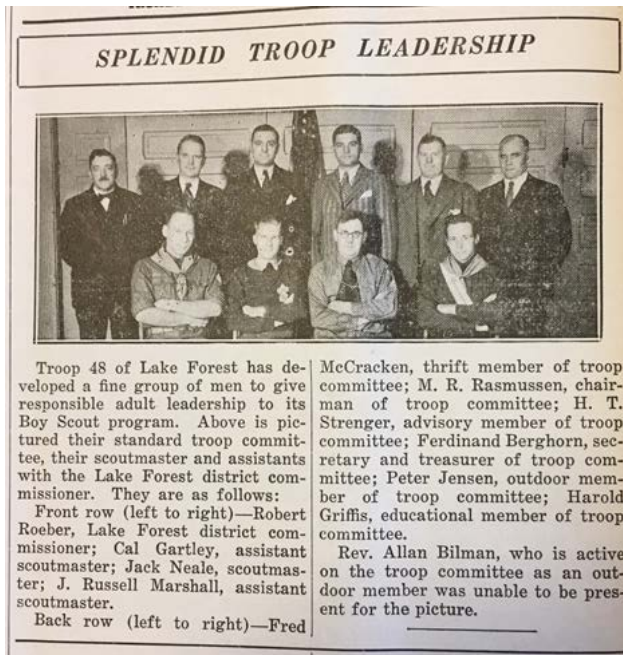 SPLENDID TROOP LEADERSHIP
Troop 48 of Lake Forest has de-
veloped a fine group of men to give
responsible adult leadership to its
Boy Scout program. Above is pic-
tured their standard troop commit-
tee, their scoutmaster and assistants
with the Lake Forest district com-
missioner. They are as follows:
Front row (left to right)—Robert
Roeber, Lake Forest district com-
missioner; Cal Gartley, assistant
scoutmaster; Jack Neale, scoutmas-
ter; J. Russell Marshall, assistant
scoutmaster.
Back row (left to right)—Fred
McCracken, thrift member of troop
committee; M. R. Rasmussen, chair-
man of troop committee; H. T.
Strenger, advisory member of troop
committee; Ferdinand Berghorn, sec-
retary and treasurer of troop com-
mittee; Peter Jensen, outdoor mem-
ber of troop committee; Harold
Griffis, educational member of troop
committee.
Rev. Allan Bilman, who is active
on the troop committee as an out-
door member was unable to be pres-
ent for the picture.